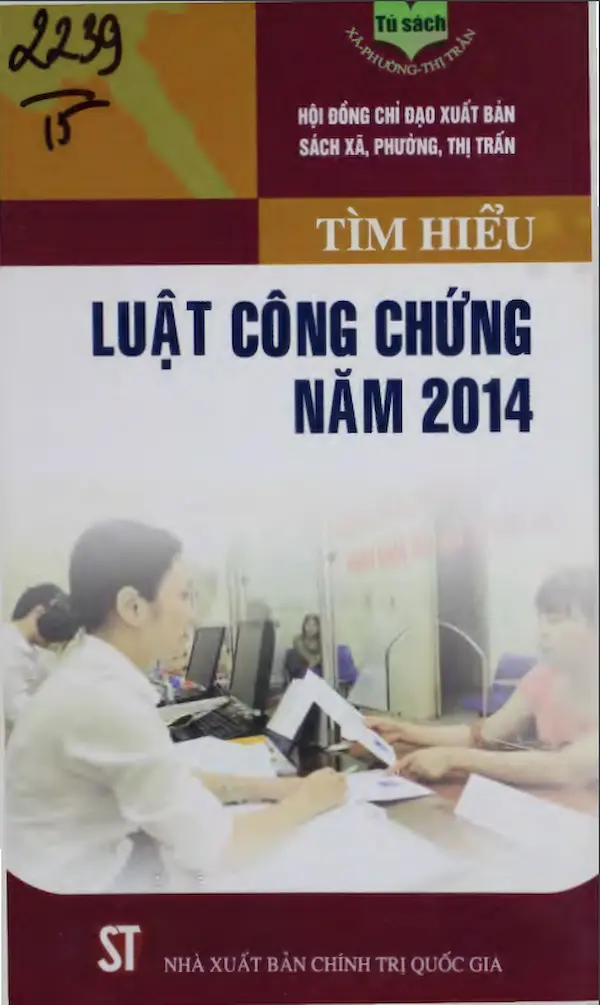 2239
15
Tủ sách
XÃ-PHƯỜNG-THỊ TRẤN
HỘI ĐỒNG CHỈ ĐẠO XUẤT BẢN
SÁCH XÃ, PHƯỜNG, THỊ TRẤN
TÌM HIỂU
LUẬT CÔNG CHỨNG
NĂM 2014
ST
NHÀ XUẤT BẢN CHÍNH TRỊ QUỐC GIA